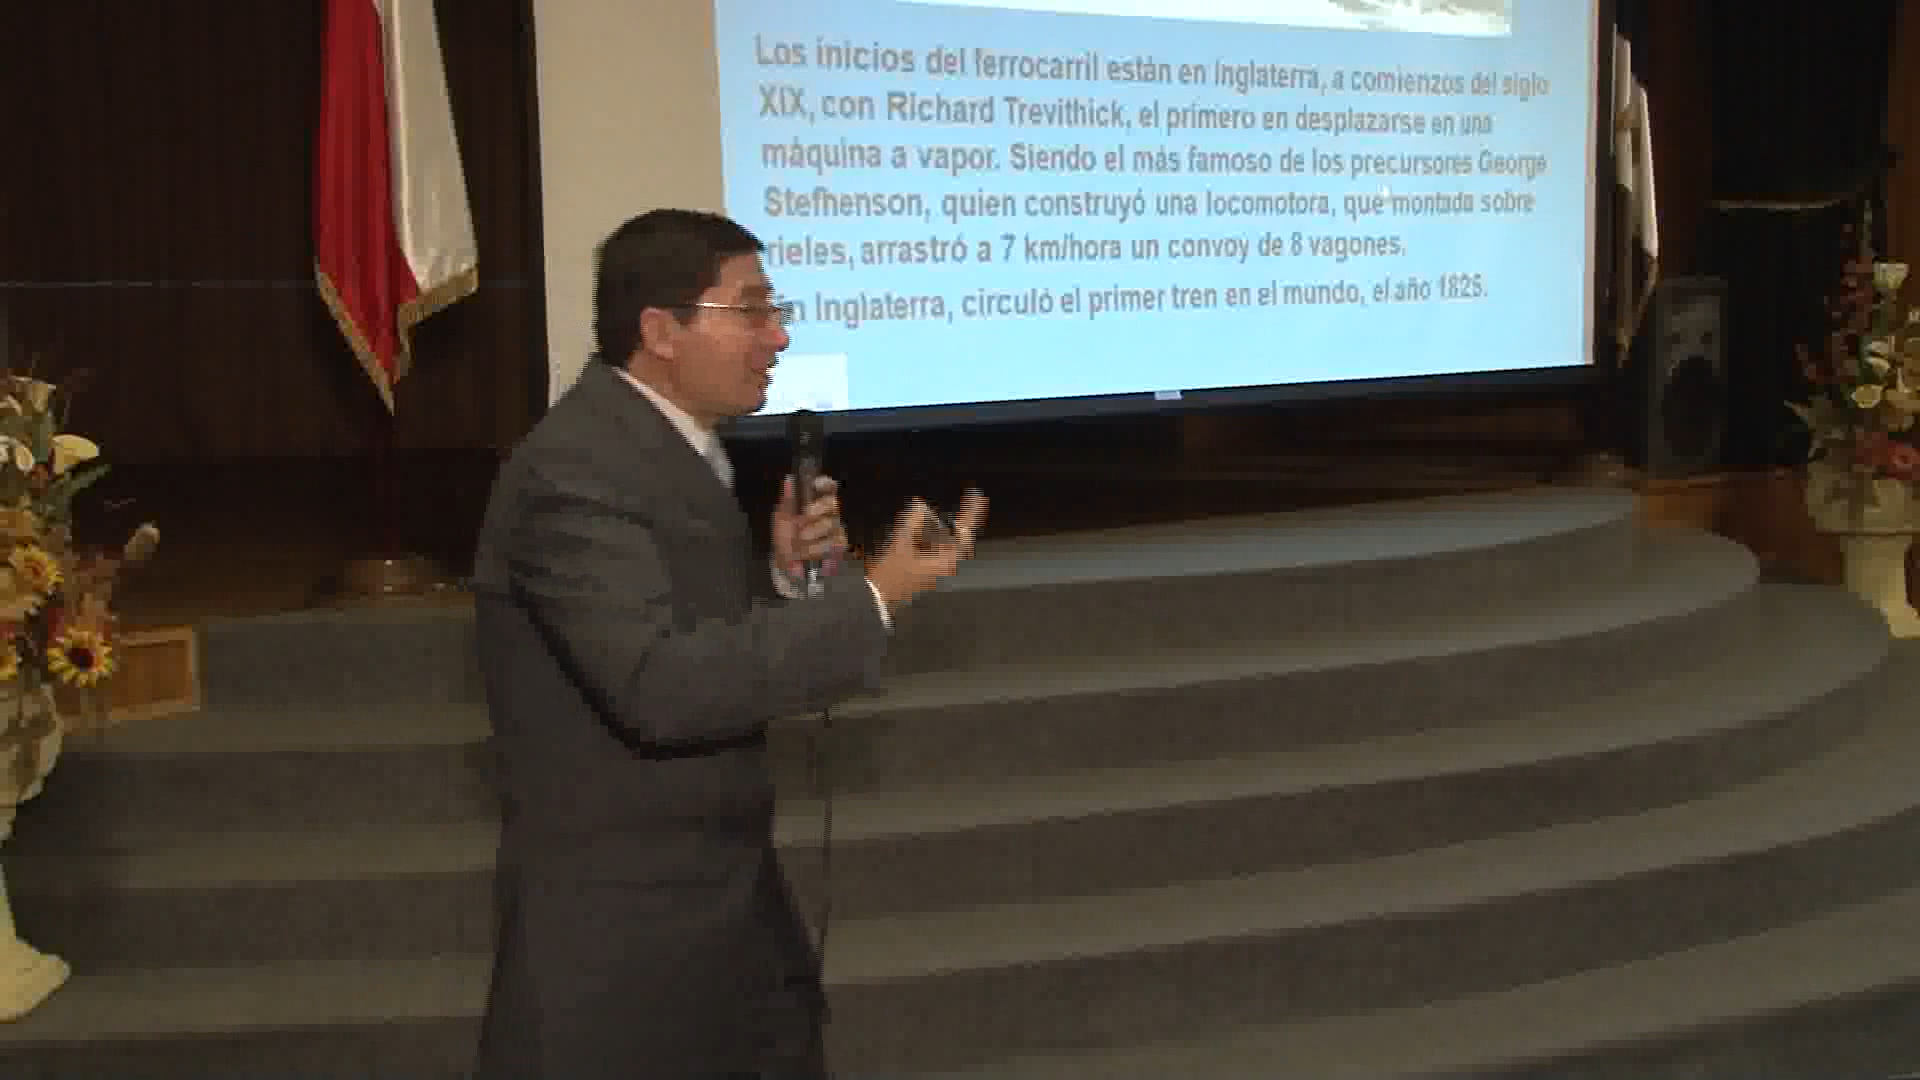 Los inicios del ferrocarril están en Inglaterra, a comienzos del siglo
XIX, con Richard Trevithick, el primero en desplazarse en una
máquina a vapor. Siendo el más famoso de los precursores George
Stefhenson, quien construyó una locomotora, que montada sobre
rieles, arrastró a 7 km/hora un convoy de 8 vagones.
n Inglaterra, circuló el primer tren en el mundo, el año 1825.